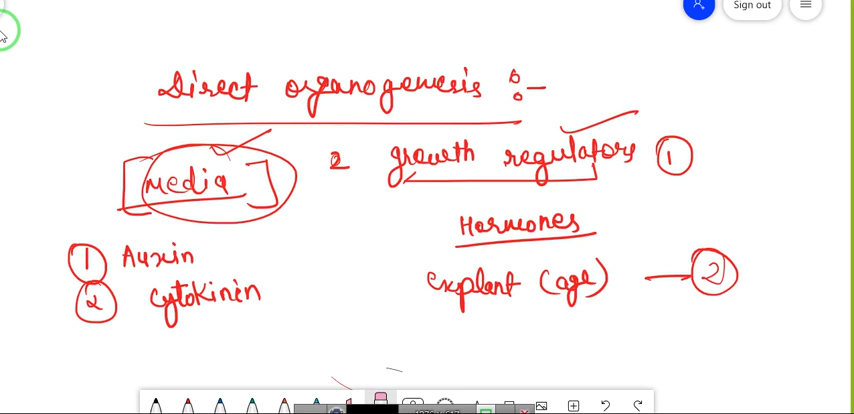 Sign out
Direct organogenesis :-
[media] 2 growth regulators ①
Hormones
① Auxin
explant (age) — ②
② Cytokinin